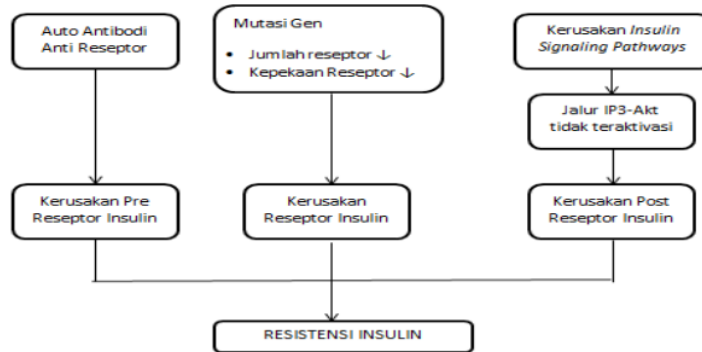 Auto Antibodi
Anti Reseptor
Mutasi Gen
• Jumlah reseptor ↓
• Kepekaan Reseptor ↓
Kerusakan Insulin
Signaling Pathways
Jalur IP3-Akt
tidak teraktivasi
Kerusakan Pre
Reseptor Insulin
Kerusakan
Reseptor Insulin
Kerusakan Post
Reseptor Insulin
RESISTENSI INSULIN